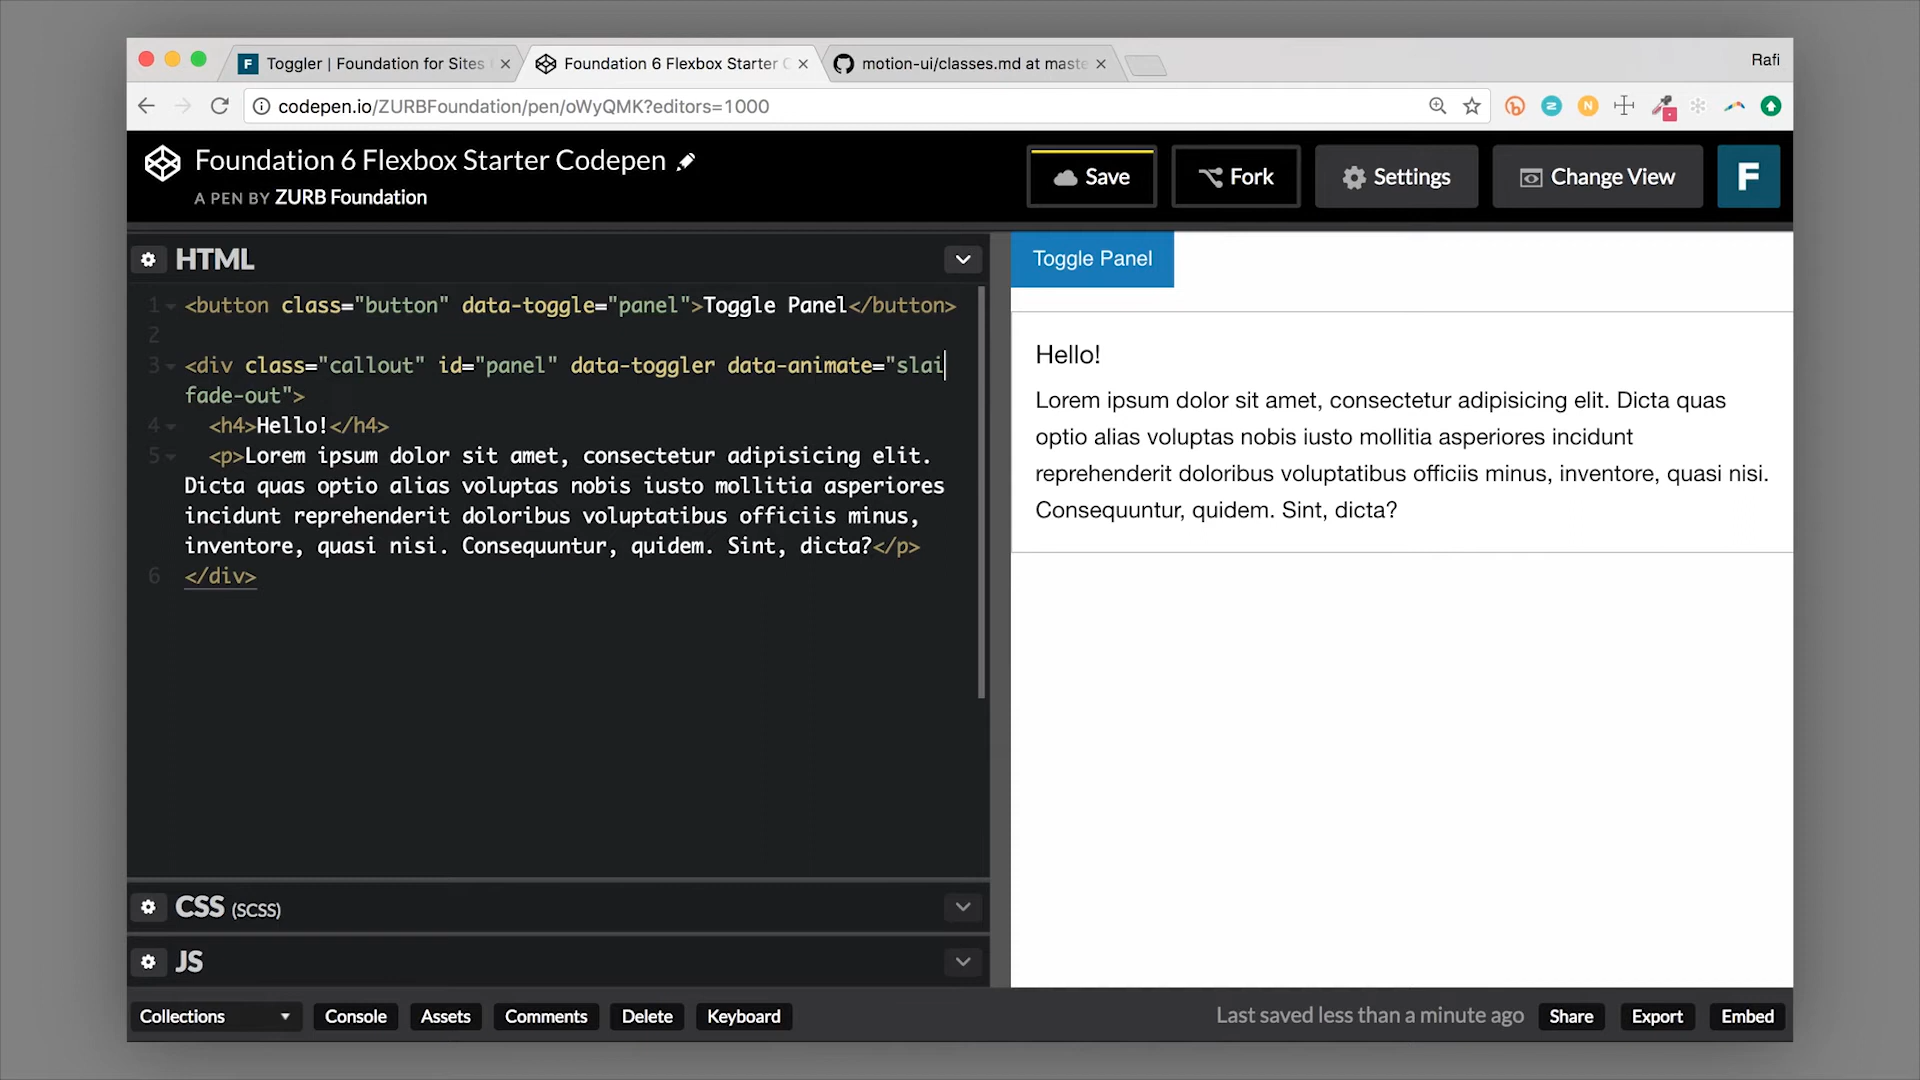 Toggler | Foundation for Sites
Foundation 6 Flexbox Starter C
motion-ui/classes.md at maste
Rafi
codepen.io/ZURBFoundation/pen/oWyQMK?editors=1000
Foundation 6 Flexbox Starter Codepen
A PEN BY ZURB Foundation
Save
Fork
Settings
Change View
F
HTML
1 <button class="button" data-toggle="panel">Toggle Panel</button>
2
3 <div class="callout" id="panel" data-toggler data-animate="slai
fade-out">
4 <h4>Hello!</h4>
5 <p>Lorem ipsum dolor sit amet, consectetur adipisicing elit.
Dicta quas optio alias voluptas nobis iusto mollitia asperiores
incidunt reprehenderit doloribus voluptatibus officiis minus,
inventore, quasi nisi. Consequuntur, quidem. Sint, dicta?</p>
6 </div>
CSS (SCSS)
JS
Toggle Panel
Hello!
Lorem ipsum dolor sit amet, consectetur adipisicing elit. Dicta quas
optio alias voluptas nobis iusto mollitia asperiores incidunt
reprehenderit doloribus voluptatibus officiis minus, inventore, quasi nisi.
Consequuntur, quidem. Sint, dicta?
Collections
Console
Assets
Comments
Delete
Keyboard
Last saved less than a minute ago
Share
Export
Embed